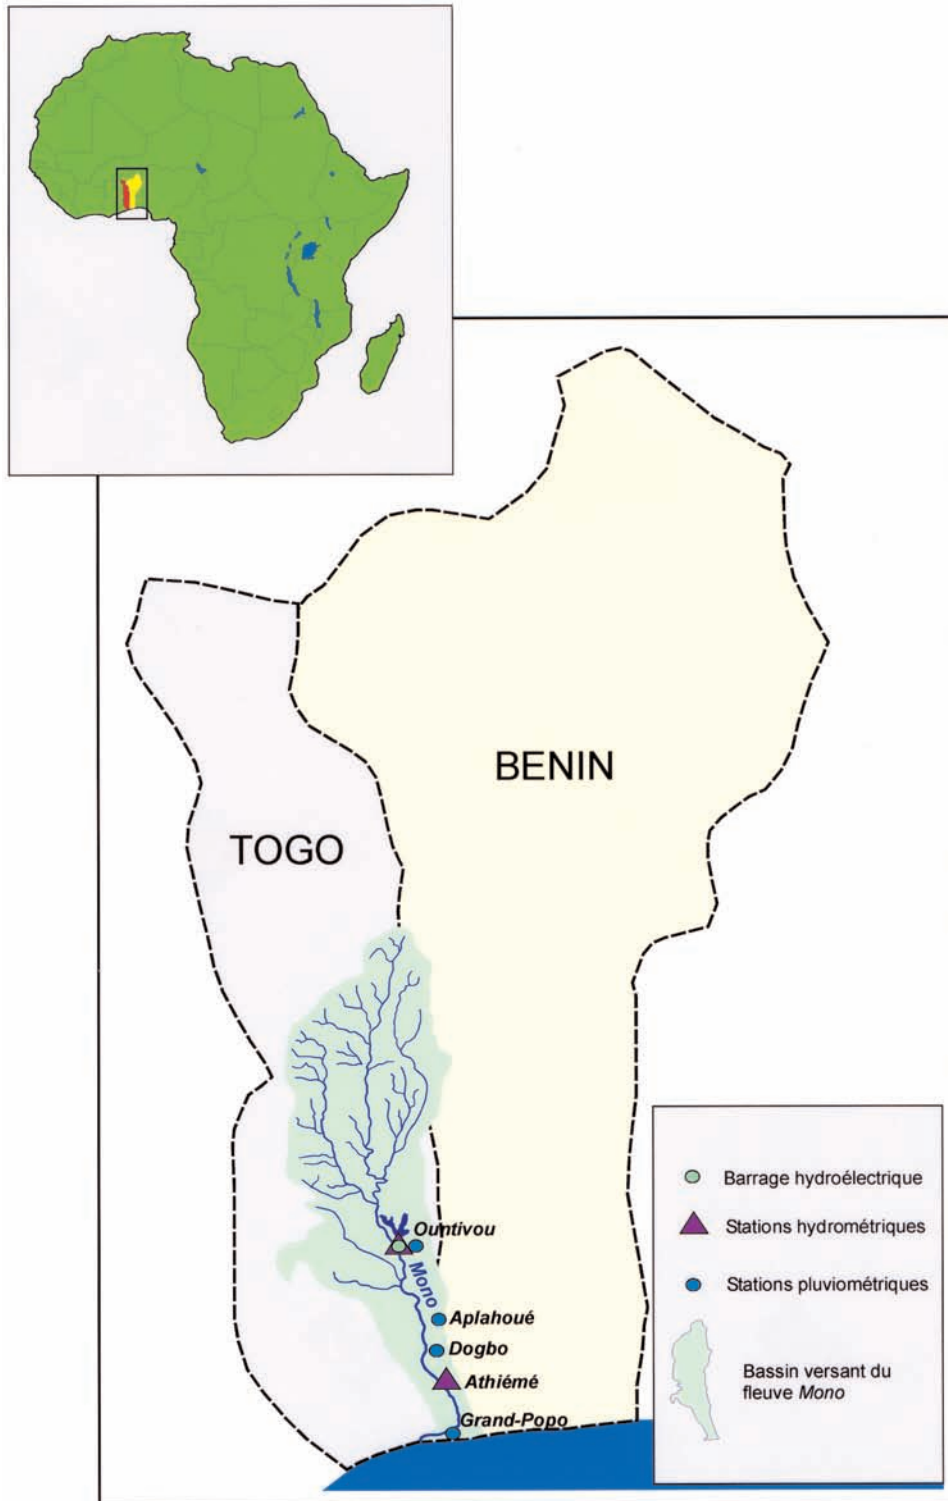 BENIN
TOGO
Ountivou
Mono
Aplahoué
Dogbo
Athiémé
Grand-Popo
Barrage hydroélectrique
Stations hydrométriques
Stations pluviométriques
Bassin versant du
fleuve Mono